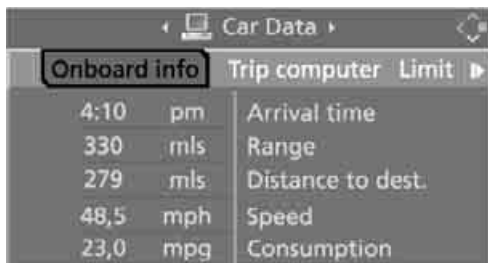 Car Data
Onboard info Trip computer Limit
4:10 pm Arrival time
330 mls Range
279 mls Distance to dest.
48,5 mph Speed
23,0 mpg Consumption